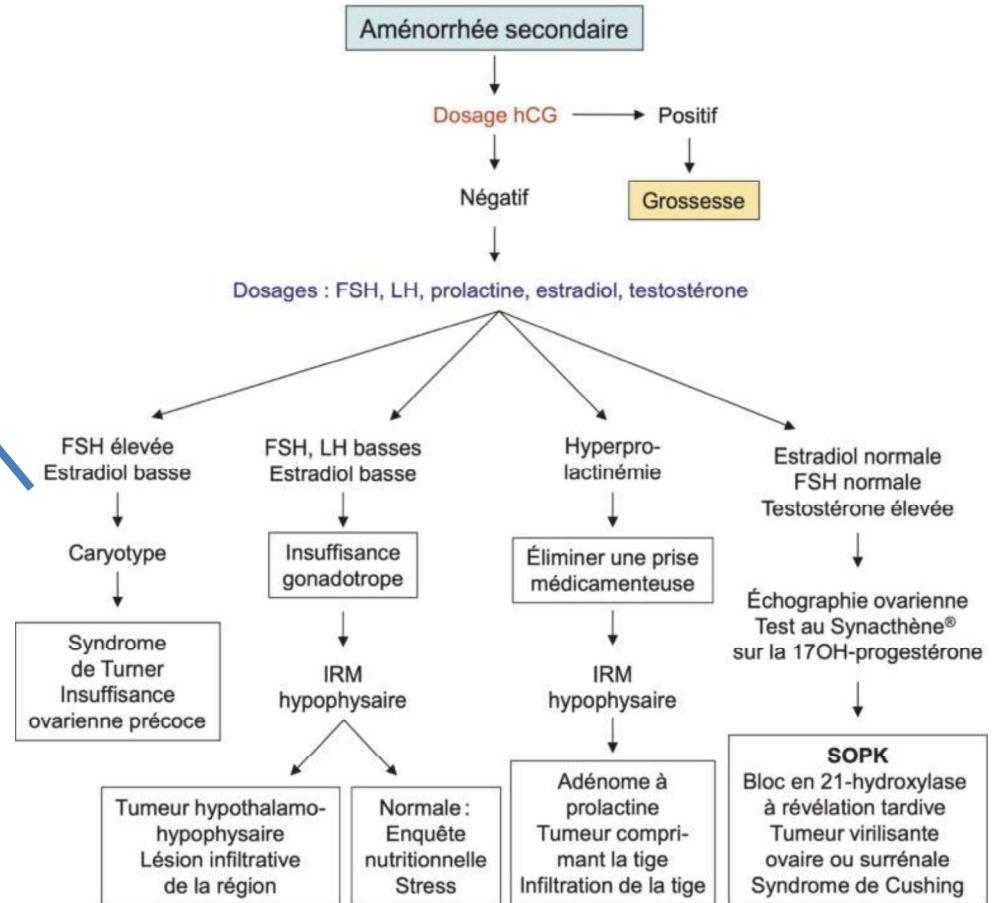 Aménorrhée secondaire
Dosage hCG
Positif
Négatif
Grossesse
Dosages : FSH, LH, prolactine, estradiol, testostérone
FSH élevée
Estradiol basse
Caryotype
Syndrome
de Turner
Insuffisance
ovarienne précoce
FSH, LH basses
Estradiol basse
Insuffisance
gonadotrope
IRM
hypophysaire
Tumeur hypothalamo-
hypophysaire
Lésion infiltrative
de la région
Normale :
Enquête
nutritionnelle
Stress
Hyperpro-
lactinémie
Éliminer une prise
médicamenteuse
IRM
hypophysaire
Adénome à
prolactine
Tumeur compri-
mant la tige
Infiltration de la tige
Estradiol normale
FSH normale
Testostérone élevée
Échographie ovarienne
Test au Synacthène®
sur la 17OH-progestérone
SOPK
Bloc en 21-hydroxylase
à révélation tardive
Tumeur virilisante
ovaire ou surrénale
Syndrome de Cushing